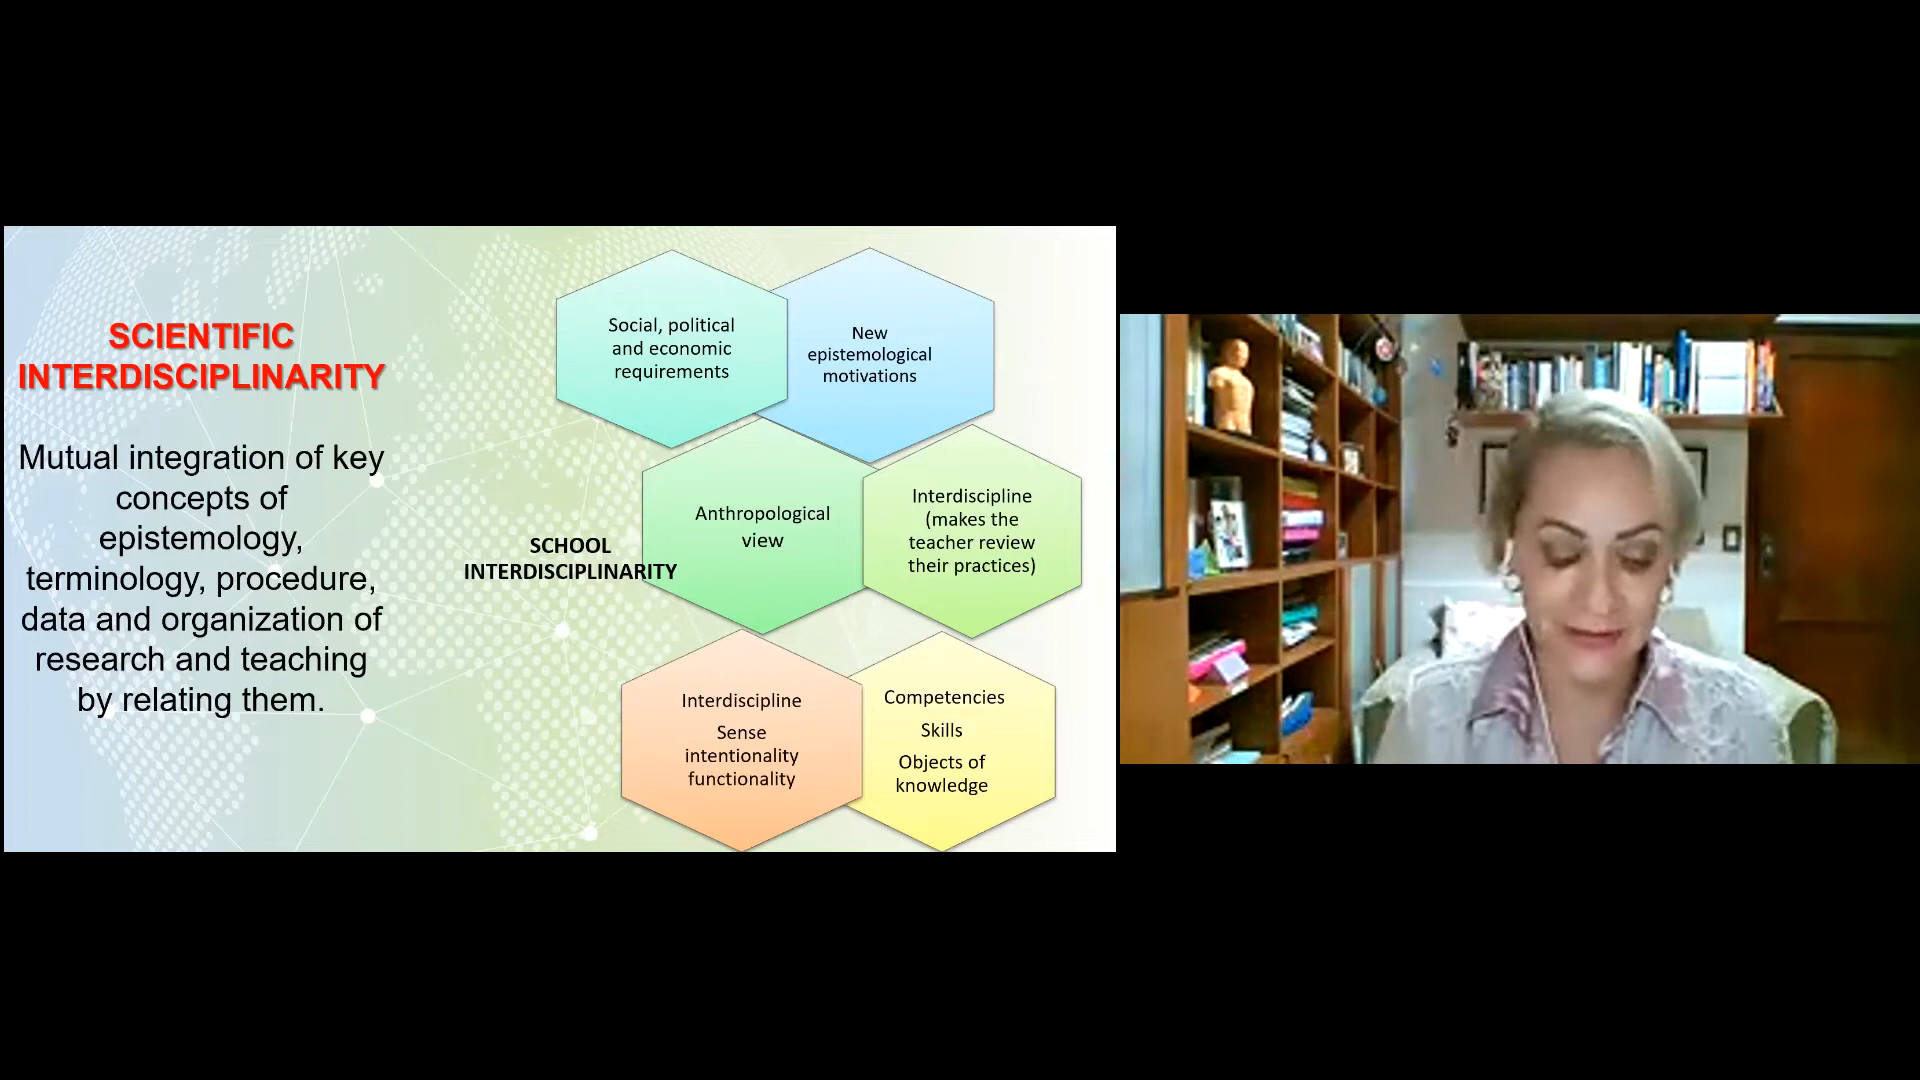 SCIENTIFIC
INTERDISCIPLINARITY
Mutual integration of key
concepts of
epistemology,
terminology, procedure,
data and organization of
research and teaching
by relating them.
Social, political
and economic
requirements
New
epistemological
motivations
SCHOOL
INTERDISCIPLINARITY
Anthropological
view
Interdiscipline
(makes the
teacher review
their practices)
Interdiscipline
Sense
intentionality
functionality
Competencies
Skills
Objects of
knowledge